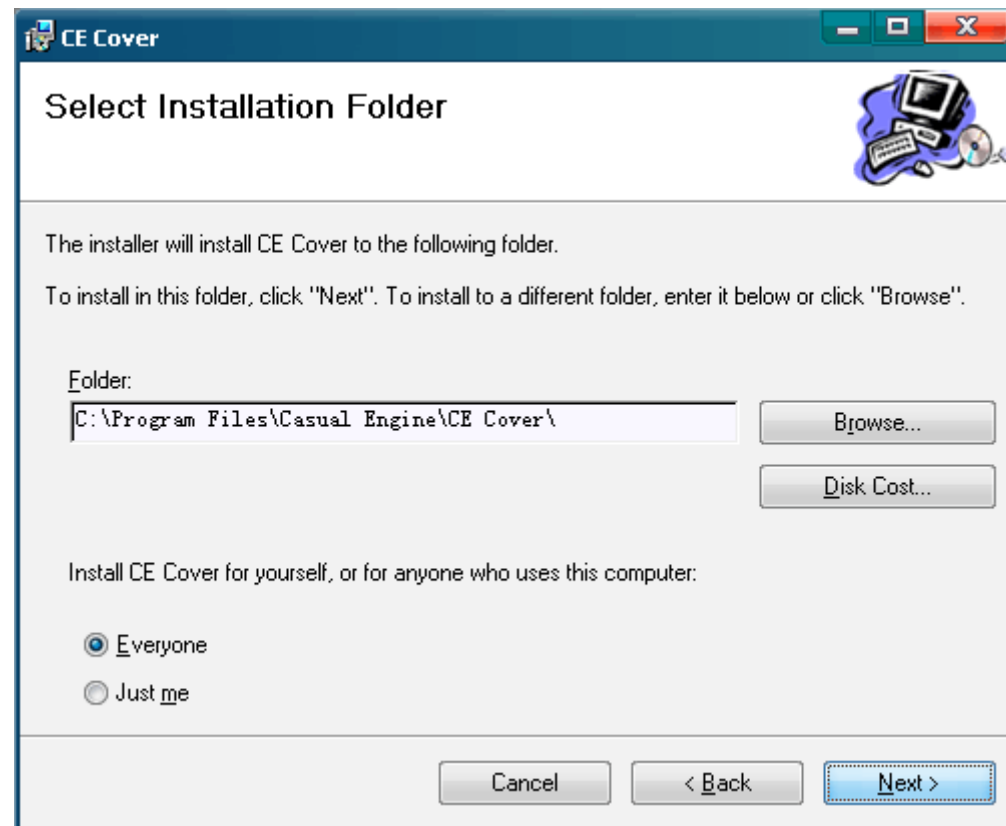 CE Cover
Select Installation Folder
The installer will install CE Cover to the following folder.
To install in this folder, click "Next". To install to a different folder, enter it below or click "Browse".
Folder:
C:\Program Files\Casual Engine\CE Cover\
Browse...
Disk Cost...
Install CE Cover for yourself, or for anyone who uses this computer:
Everyone
Just me
Cancel
< Back
Next >